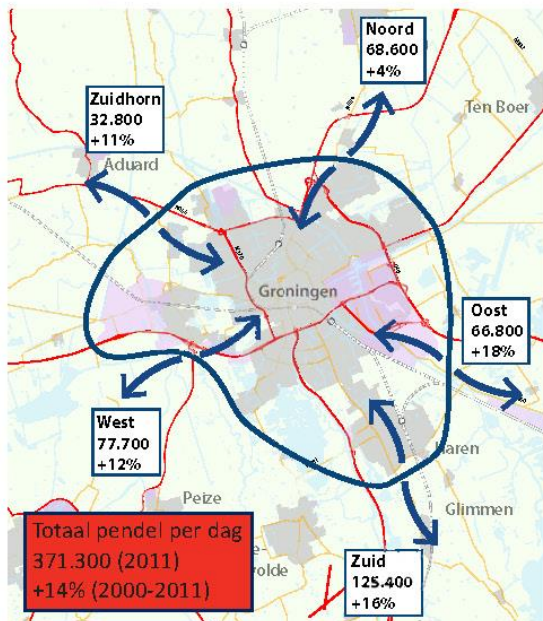 Noord
68.600
+4%
Zuidhorn
32.800
+11%
Ten Boer
Aduard
Groningen
Oost
66.800
+18%
West
77.700
+12%
Haren
Peize
Glimmen
Totaal pendel per dag
371.300 (2011)
+14% (2000-2011)
Zuid
125.400
+16%